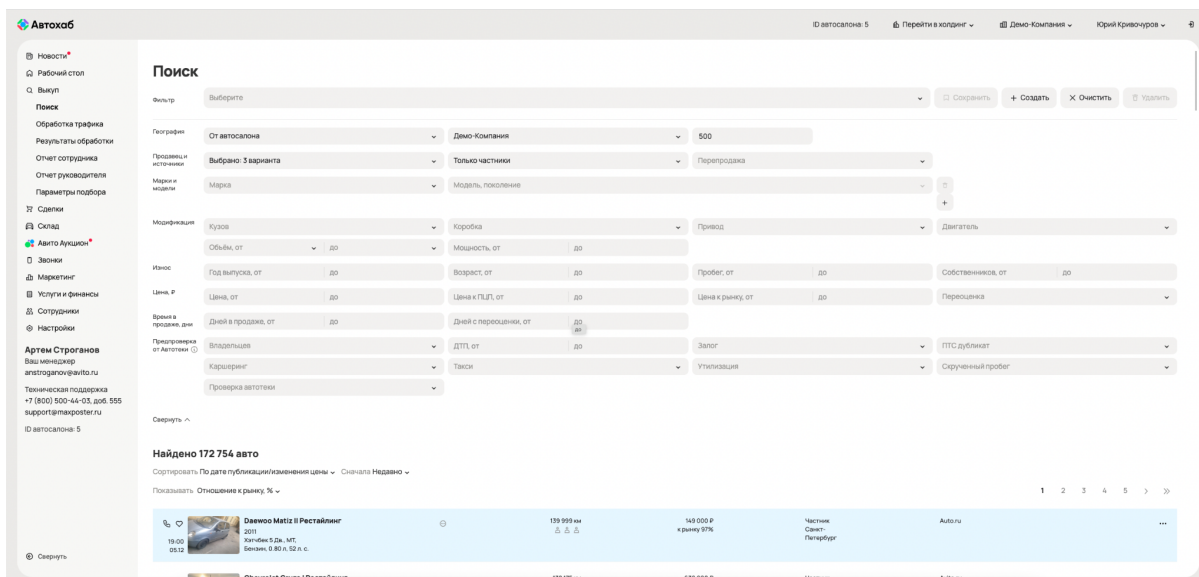 Автохаб
ID автосалона: 5
Перейти в холдинг
Демо-Компания
Юрий Кривочуров
Новости
Рабочий стол
Выкуп
Поиск
Обработка трафика
Результаты обработки
Отчет сотрудника
Отчет руководителя
Параметры подбора
Сделки
Склад
Авито Аукцион
Звонки
Маркетинг
Услуги и финансы
Сотрудники
Настройки
Артем Строганов
Ваш менеджер
anstroganov@avito.ru
Техническая поддержка
+7 (800) 500-44-03, доб. 555
support@maxposter.ru
ID автосалона: 5
Свернуть
Поиск
Фильтр Выберите Сохранить + Создать Очистить Удалить
География От автосалона Демо-Компания 500
Продавец и источники Выбрано: 3 варианта Только частники Перепродажа
Марки и модели Марка Модель, поколение
+
Модификация Кузов Коробка Привод Двигатель
Объём, от до Мощность, от до
Износ Год выпуска, от до Возраст, от до Пробег, от до Собственников, от до
Цена, ₽ Цена, от до Цена к ПЦП, от до Цена к рынку, от до Переоценка
Время в продаже, дни Дней в продаже, от до Дней с переоценки, от до
до
Предпроверка от Автотеки Владельцев ДТП, от до Залог ПТС дубликат
Каршеринг Такси Утилизация Скрученный пробег
Проверка автотеки
Свернуть
Найдено 172 754 авто
Сортировать По дате публикации/изменения цены Сначала Недавно
Показывать Отношение к рынку, %
1 2 3 4 5
Daewoo Matiz II Рестайлинг 139 999 км 149 000 ₽ Частник Auto.ru
2011 к рынку 97% Санкт-
Хэтчбек 5 Дв., МТ, Петербург
19:00
05.12 Бензин, 0.80 л, 52 л. с.